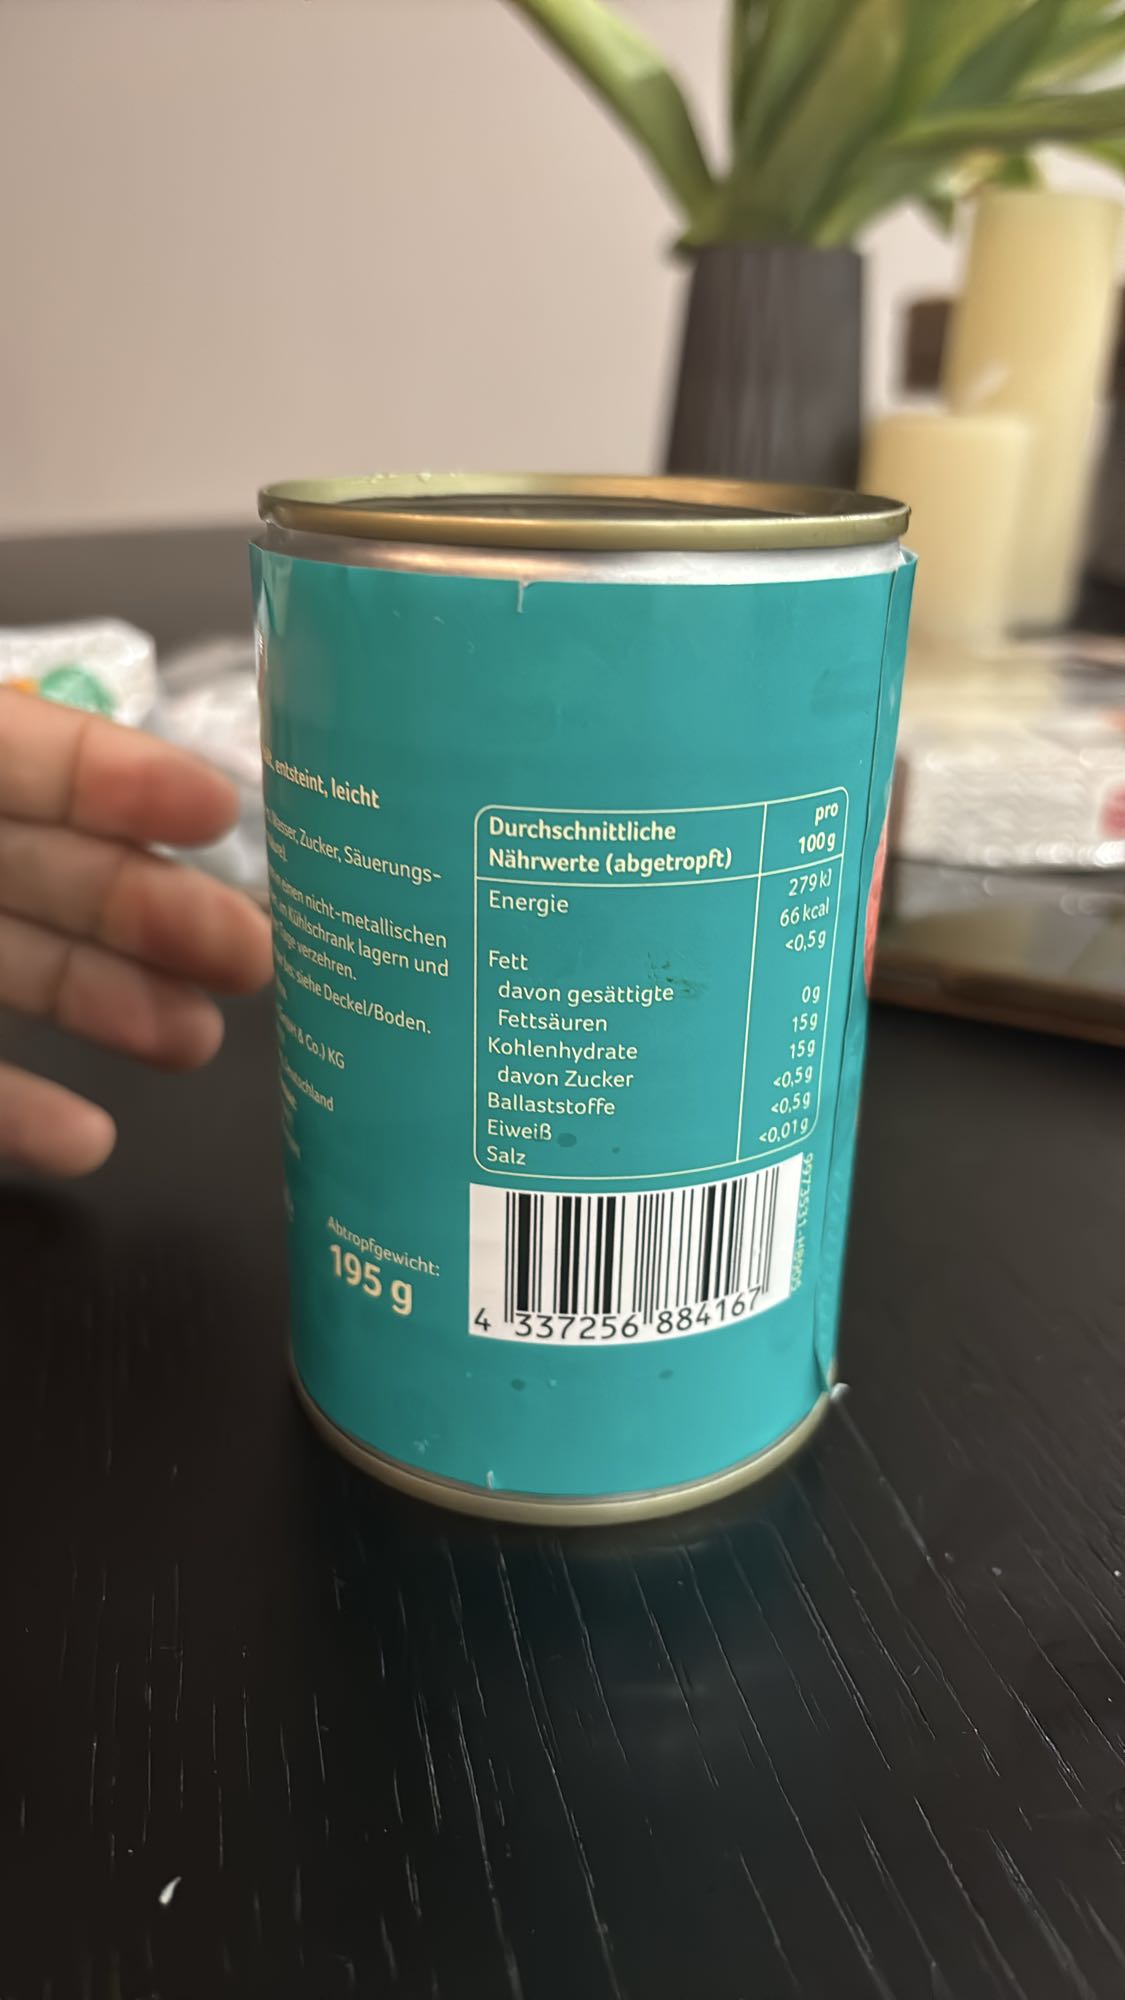 entsteint, leicht
Wasser, Zucker, Säuerungs-
einen nicht-metallischen
Kühlschrank lagern und
Tage verzehren.
siehe Deckel/Boden.
& Co.) KG
Deutschland
Abtropfgewicht:
195 g
Durchschnittliche pro
Nährwerte (abgetropft) 100 g
Energie 279 kJ
66 kcal
Fett <0,5 g
davon gesättigte
Fettsäuren 0 g
Kohlenhydrate 15 g
davon Zucker 15 g
Ballaststoffe <0,5 g
Eiweiß <0,5 g
Salz <0,01 g
4 337256 884167